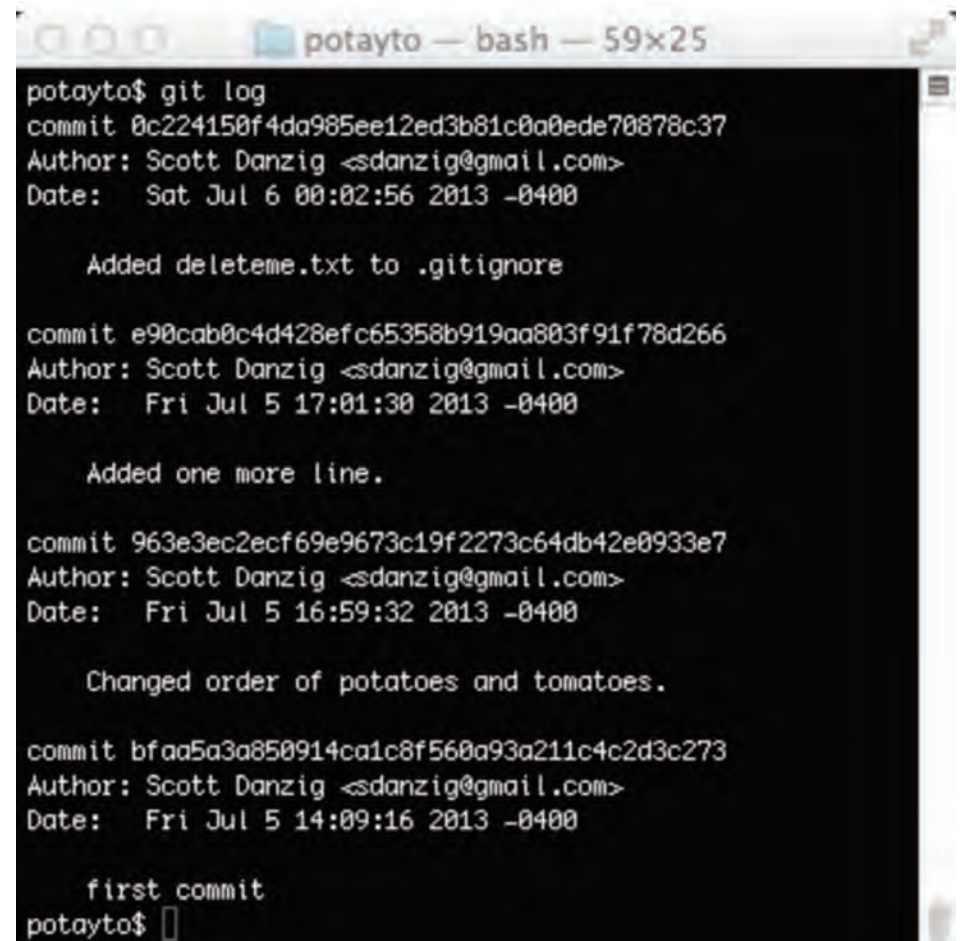 potayto — bash — 59×25
potayto$ git log
commit 0c224150f4da985ee12ed3b81c0a0ede70878c37
Author: Scott Danzig <sdanzig@gmail.com>
Date:   Sat Jul 6 00:02:56 2013 -0400
    Added deleteme.txt to .gitignore
commit e90cab0c4d428efc65358b919aa803f91f78d266
Author: Scott Danzig <sdanzig@gmail.com>
Date:   Fri Jul 5 17:01:30 2013 -0400
    Added one more line.
commit 963e3ec2ecf69e9673c19f2273c64db42e0933e7
Author: Scott Danzig <sdanzig@gmail.com>
Date:   Fri Jul 5 16:59:32 2013 -0400
    Changed order of potatoes and tomatoes.
commit bfaa5a3a850914ca1c8f560a93a211c4c2d3c273
Author: Scott Danzig <sdanzig@gmail.com>
Date:   Fri Jul 5 14:09:16 2013 -0400
    first commit
potayto$